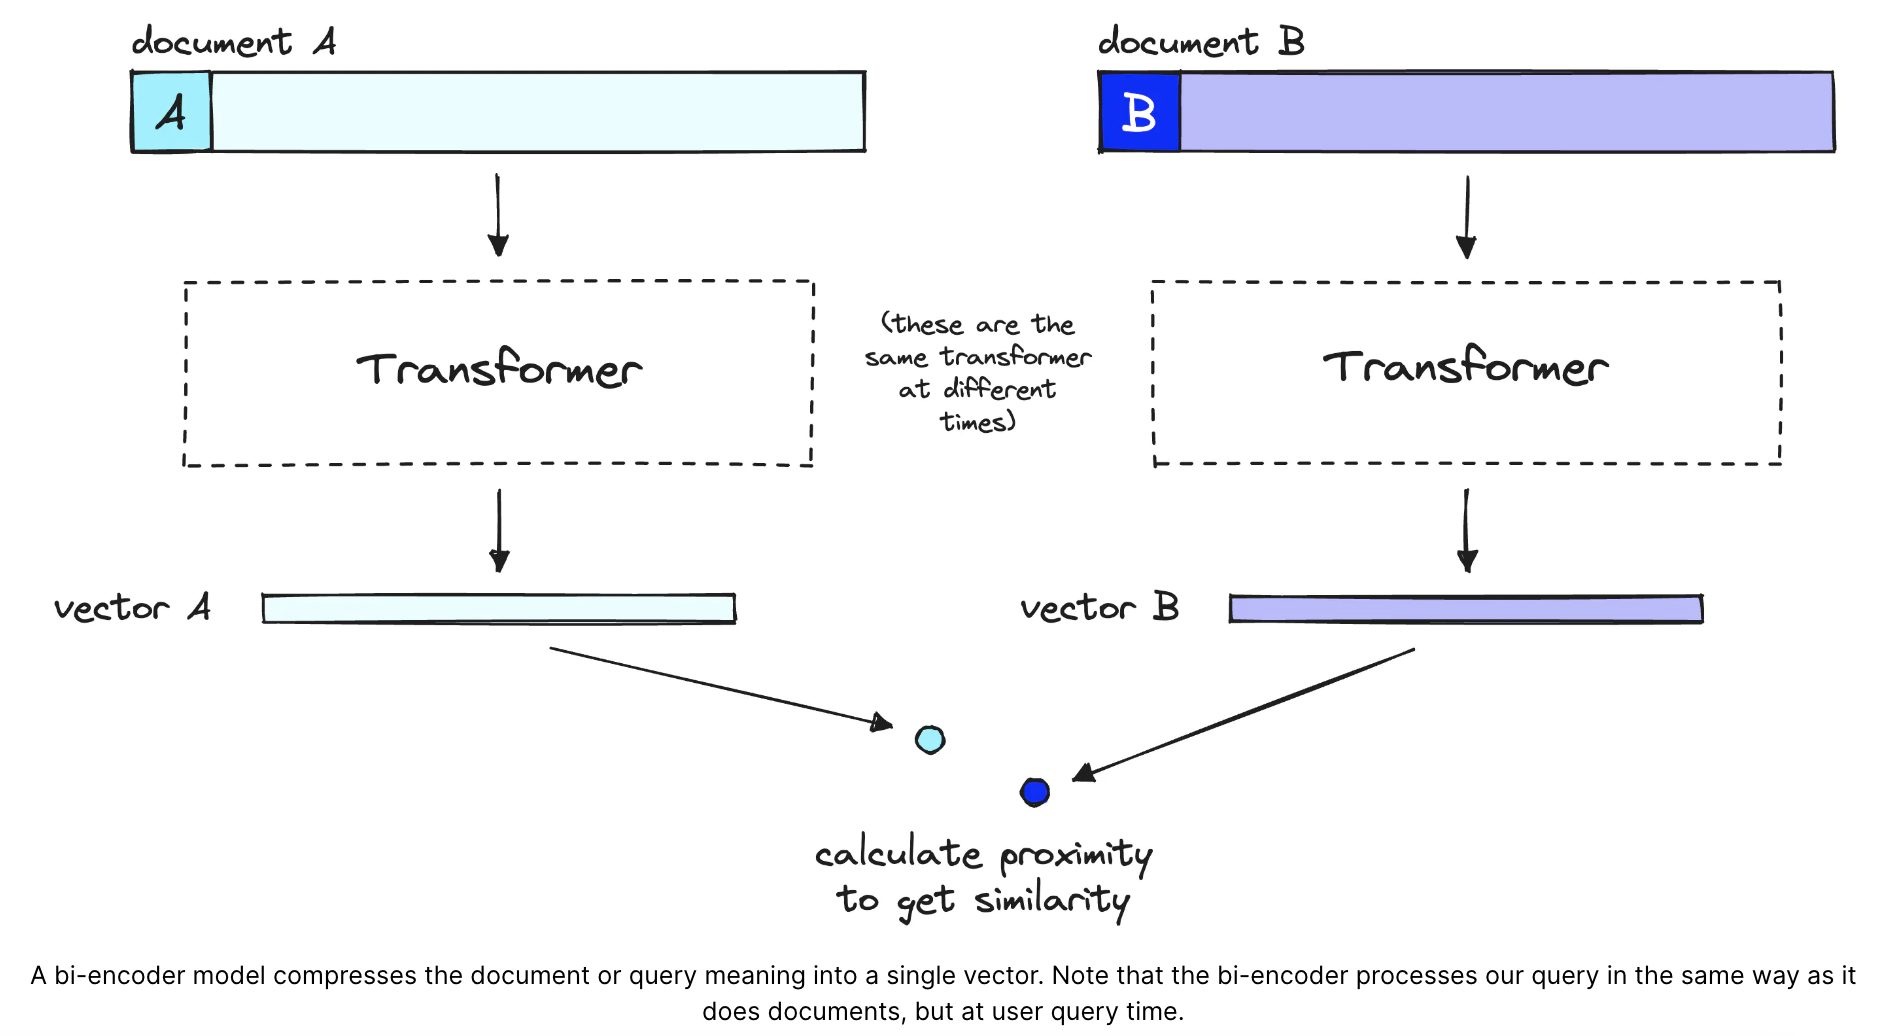 document A
document B
A
B
Transformer
(these are the
same transformer
at different
times)
Transformer
vector A
vector B
calculate proximity
to get similarity
A bi-encoder model compresses the document or query meaning into a single vector. Note that the bi-encoder processes our query in the same way as it
does documents, but at user query time.